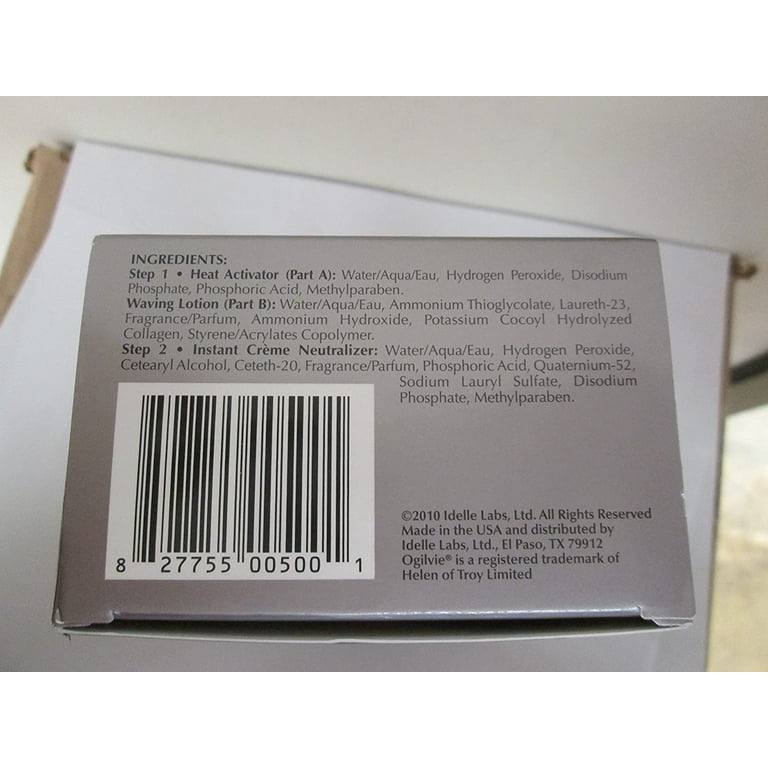 INGREDIENTS:
Step 1 • Heat Activator (Part A): Water/Aqua/Eau, Hydrogen Peroxide, Disodium
Phosphate, Phosphoric Acid, Methylparaben.
Waving Lotion (Part B): Water/Aqua/Eau, Ammonium Thioglycolate, Laureth-23,
Fragrance/Parfum, Ammonium Hydroxide, Potassium Cocoyl Hydrolyzed
Collagen, Styrene/Acrylates Copolymer.
Step 2 • Instant Crème Neutralizer: Water/Aqua/Eau, Hydrogen Peroxide,
Cetearyl Alcohol, Ceteth-20, Fragrance/Parfum, Phosphoric Acid, Quaternium-52,
Sodium Lauryl Sulfate, Disodium
Phosphate, Methylparaben.
©2010 Idelle Labs, Ltd. All Rights Reserved
Made in the USA and distributed by
Idelle Labs, Ltd., El Paso, TX 79912
Ogilvie® is a registered trademark of
Helen of Troy Limited
8 27755 00500 1